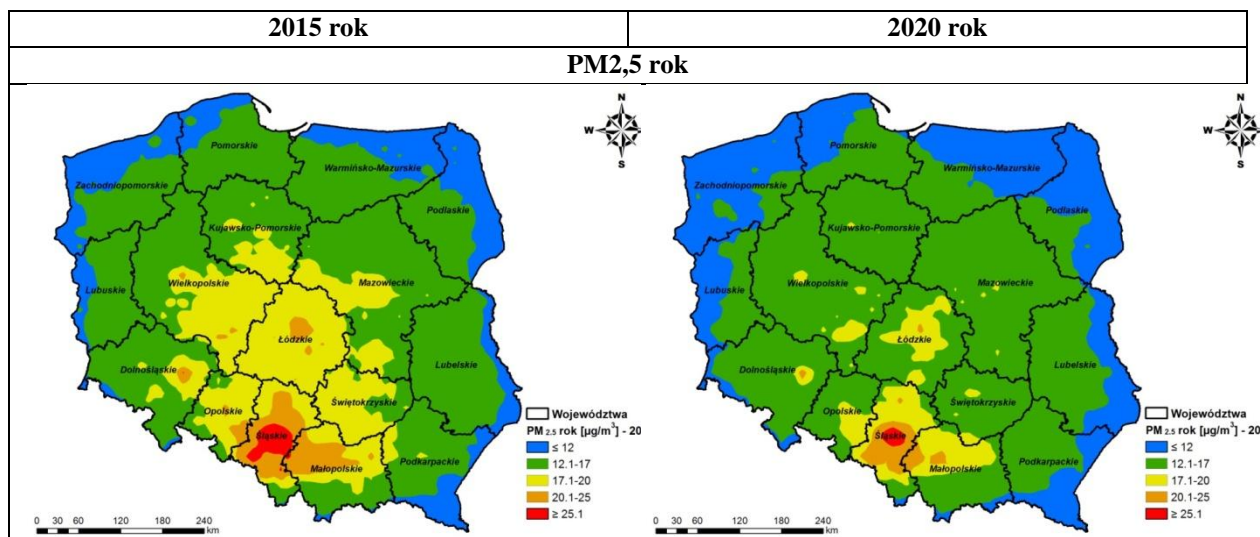 2015 rok
2020 rok
PM2,5 rok
N
W
E
S
Pomorskie
Warmińsko-Mazurskie
Zachodniopomorskie
Podlaskie
Kujawsko-Pomorskie
Wielkopolskie
Mazowieckie
Lubuskie
Łódzkie
Dolnośląskie
Lubelskie
Opolskie
Świętokrzyskie
Śląskie
Małopolskie
Podkarpackie
Województwa
PM 2.5 rok [µg/m³] - 20
≤ 12
12.1-17
17.1-20
20.1-25
≥ 25.1
0 30 60 120 180 240
km
N
W
E
S
Pomorskie
Warmińsko-Mazurskie
Zachodniopomorskie
Podlaskie
Kujawsko-Pomorskie
Wielkopolskie
Mazowieckie
Lubuskie
Łódzkie
Dolnośląskie
Lubelskie
Opolskie
Świętokrzyskie
Śląskie
Małopolskie
Podkarpackie
Województwa
PM 2.5 rok [µg/m³] - 20
≤ 12
12.1-17
17.1-20
20.1-25
≥ 25.1
0 30 60 120 180 240
km